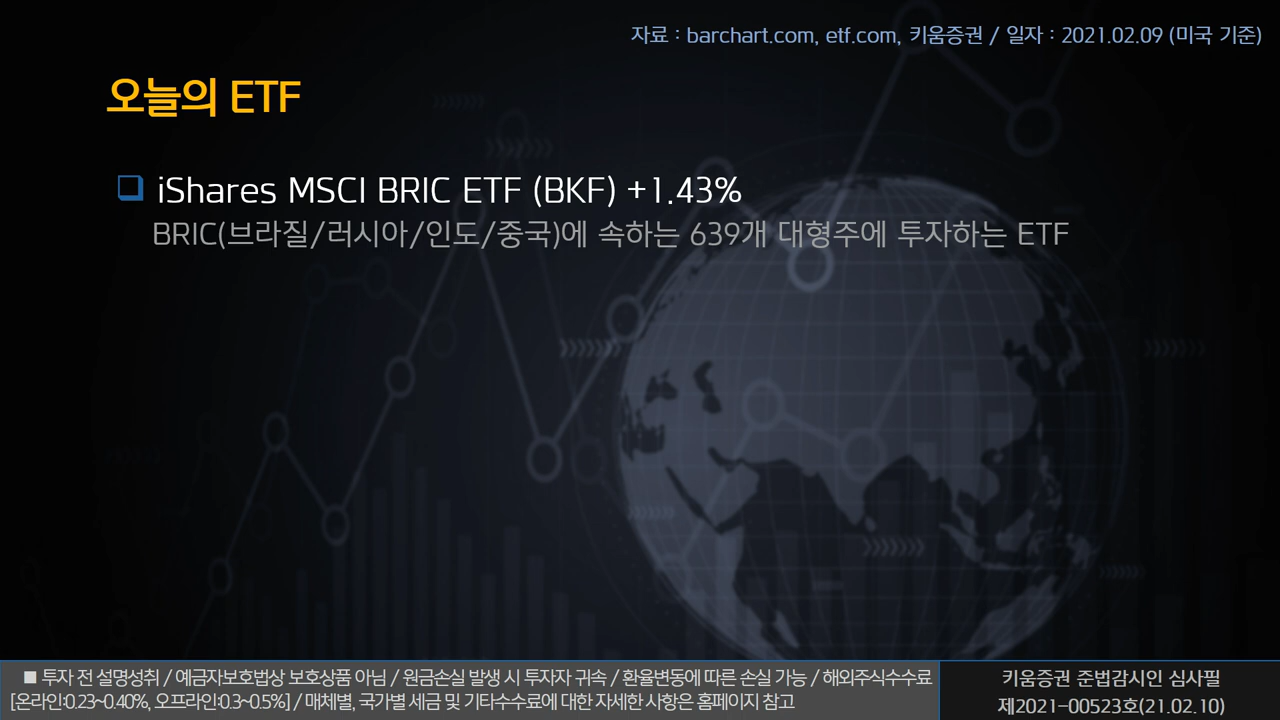 자료 : barchart.com, etf.com, 키움증권 / 일자 : 2021.02.09 (미국 기준)
오늘의 ETF
❑ iShares MSCI BRIC ETF (BKF) +1.43%
BRIC(브라질/러시아/인도/중국)에 속하는 639개 대형주에 투자하는 ETF
■ 투자 전 설명청취 / 예금자보호법상 보호상품 아님 / 원금손실 발생 시 투자자 귀속 / 환율변동에 따른 손실 가능 / 해외주식수수료
[온라인:0.23~0.40%, 오프라인:0.3~0.5%] / 매체별, 국가별 세금 및 기타수수료에 대한 자세한 사항은 홈페이지 참고
키움증권 준법감시인 심사필
제2021-00523호(21.02.10)